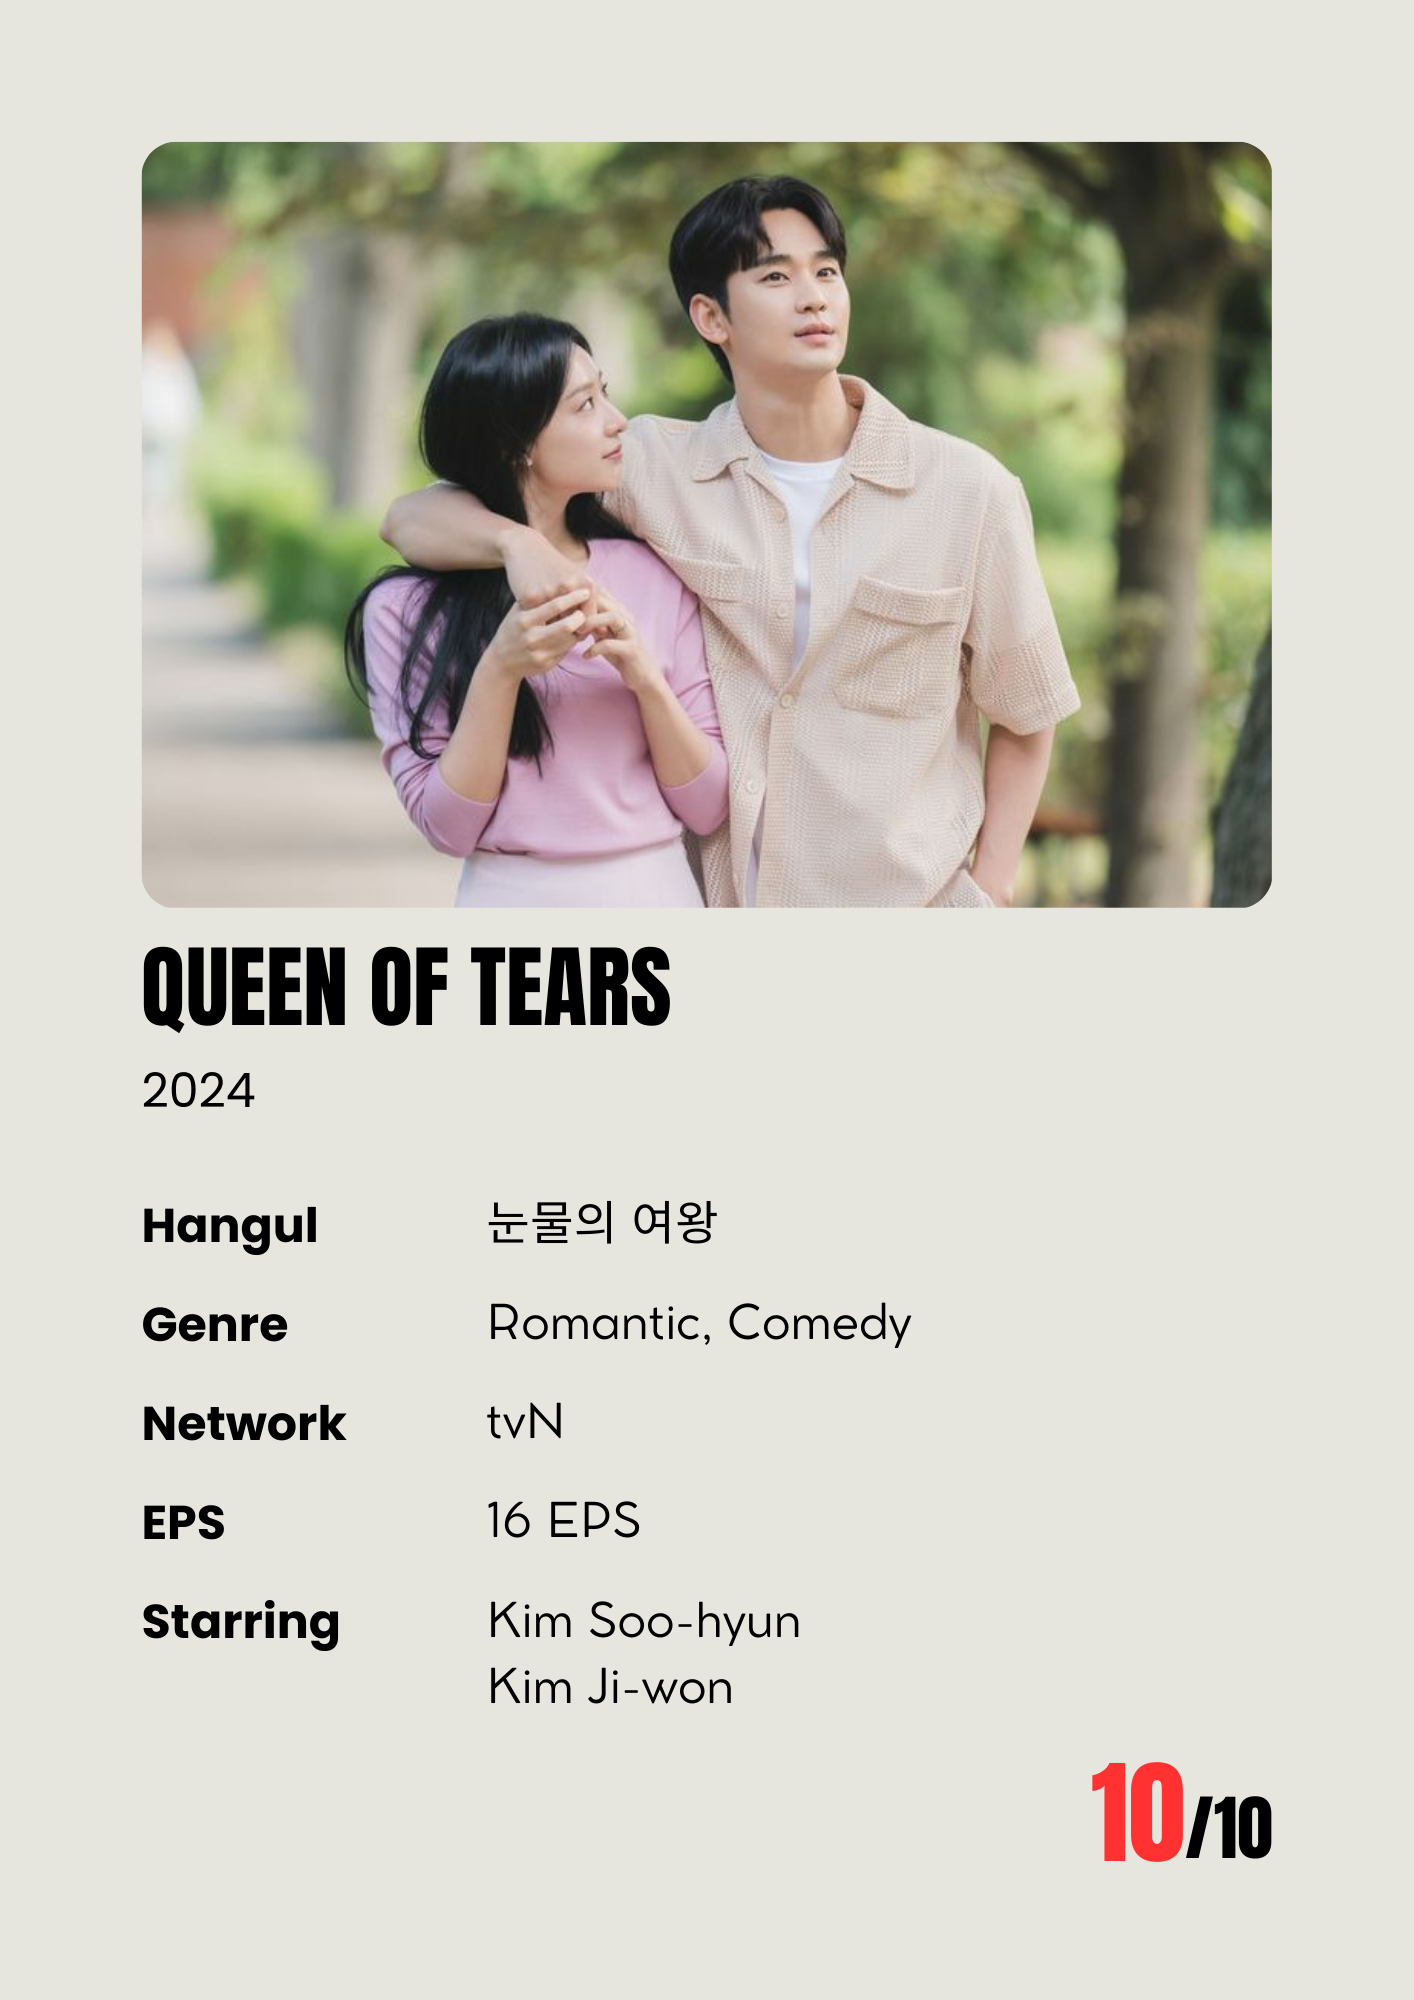 QUEEN OF TEARS
2024
Hangul 눈물의 여왕
Genre Romantic, Comedy
Network tvN
EPS 16 EPS
Starring Kim Soo-hyun
Kim Ji-won
10/10